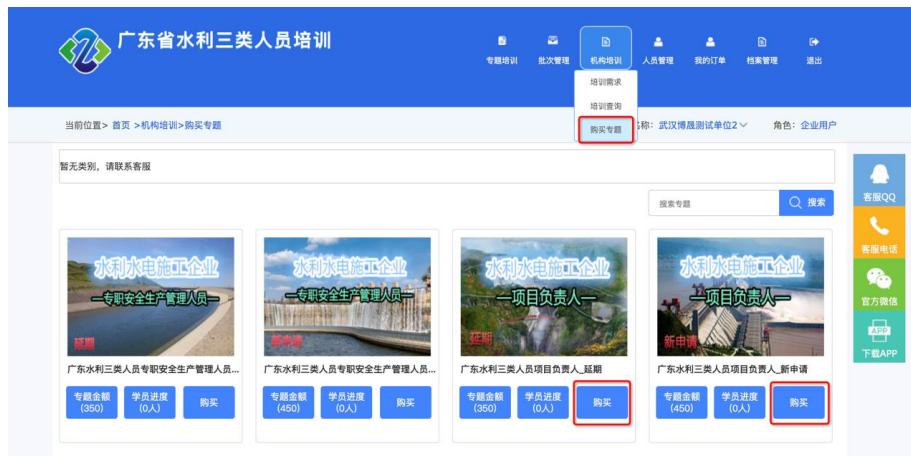 广东省水利三类人员培训
专题培训 批次管理 机构培训 人员管理 我的订单 档案管理 退出
培训需求
培训查询
购买专题
当前位置> 首页 >机构培训>购买专题
名称: 武汉博晟测试单位2 角色: 企业用户
暂无类别，请联系客服
搜索专题 搜索
客服QQ
客服电话
官方微信
APP
下载APP
水利水电施工企业
—专职安全生产管理人员—
延期
广东水利三类人员专职安全生产管理人员...
专题金额 学员进度 购买
(350) (0人)
水利水电施工企业
—专职安全生产管理人员—
新申请
广东水利三类人员专职安全生产管理人员...
专题金额 学员进度 购买
(450) (0人)
水利水电施工企业
—项目负责人—
延期
广东水利三类人员项目负责人_延期
专题金额 学员进度 购买
(350) (0人)
水利水电施工企业
—项目负责人—
新申请
广东水利三类人员项目负责人_新申请
专题金额 学员进度 购买
(450) (0人)